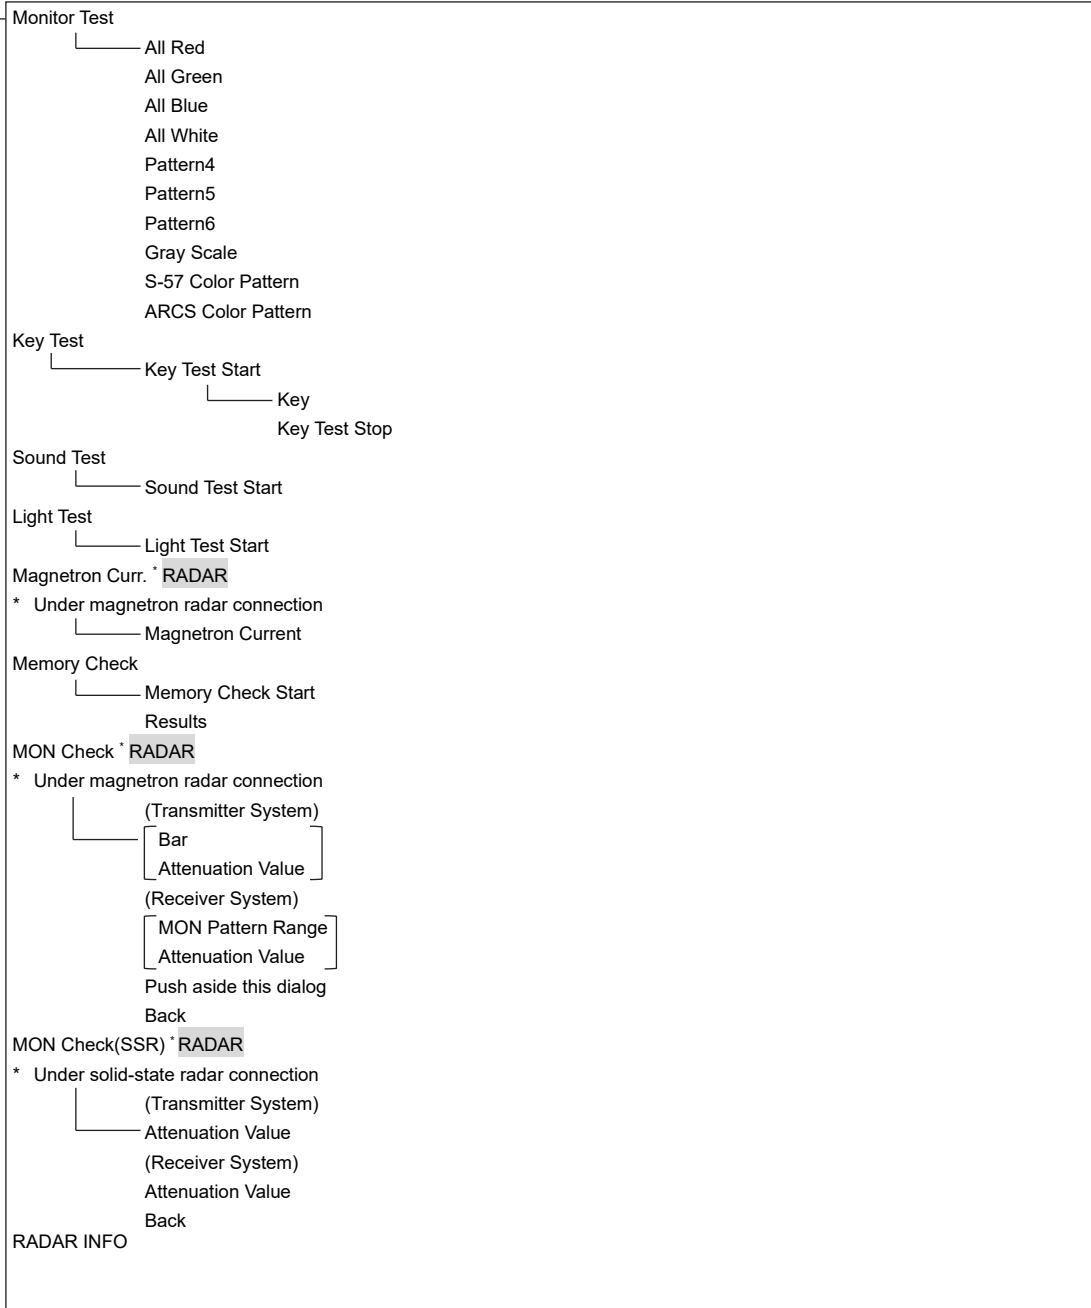 Monitor Test
All Red
All Green
All Blue
All White
Pattern4
Pattern5
Pattern6
Gray Scale
S-57 Color Pattern
ARCS Color Pattern
Key Test
Key Test Start
Key
Key Test Stop
Sound Test
Sound Test Start
Light Test
Light Test Start
Magnetron Curr. * RADAR
* Under magnetron radar connection
Magnetron Current
Memory Check
Memory Check Start
Results
MON Check * RADAR
* Under magnetron radar connection
(Transmitter System)
Bar
Attenuation Value
(Receiver System)
MON Pattern Range
Attenuation Value
Push aside this dialog
Back
MON Check(SSR) * RADAR
* Under solid-state radar connection
(Transmitter System)
Attenuation Value
(Receiver System)
Attenuation Value
Back
RADAR INFO